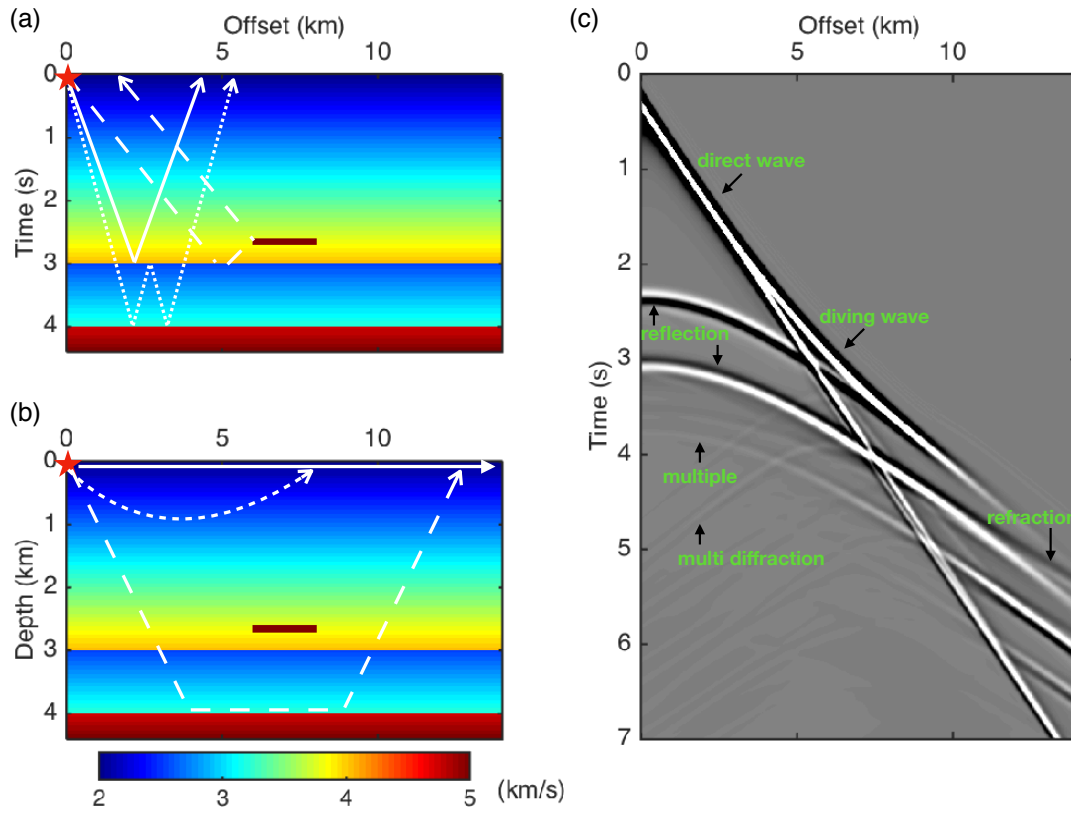 (a)
Offset (km)
0 5 10
0
1
2
3
4
Time (s)
(b)
0 5 10
0
1
2
3
4
Depth (km)
2 3 4 5
(km/s)
(c)
Offset (km)
0 5 10
0
1
2
3
4
5
6
7
Time (s)
direct wave
diving wave
reflection
multiple
refraction
multi diffraction